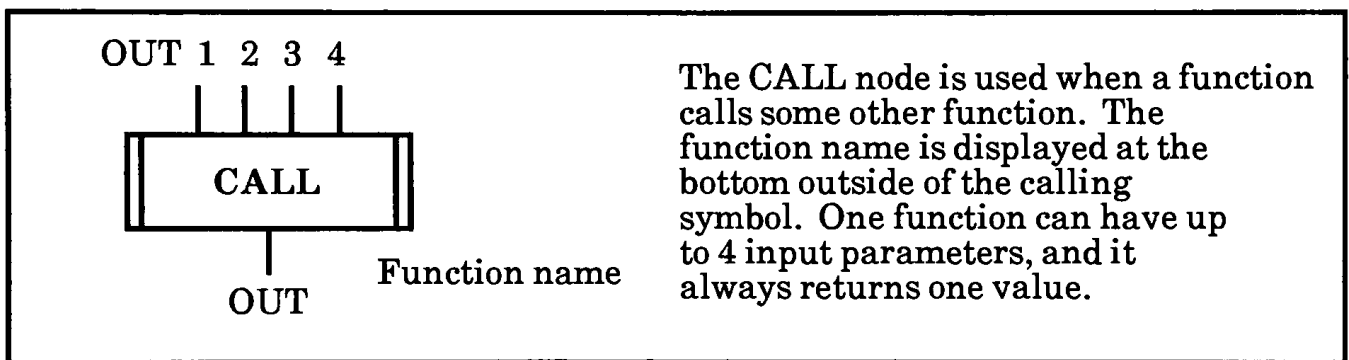 OUT 1 2 3 4
CALL
OUT
Function name
The CALL node is used when a function
calls some other function. The
function name is displayed at the
bottom outside of the calling
symbol. One function can have up
to 4 input parameters, and it
always returns one value.